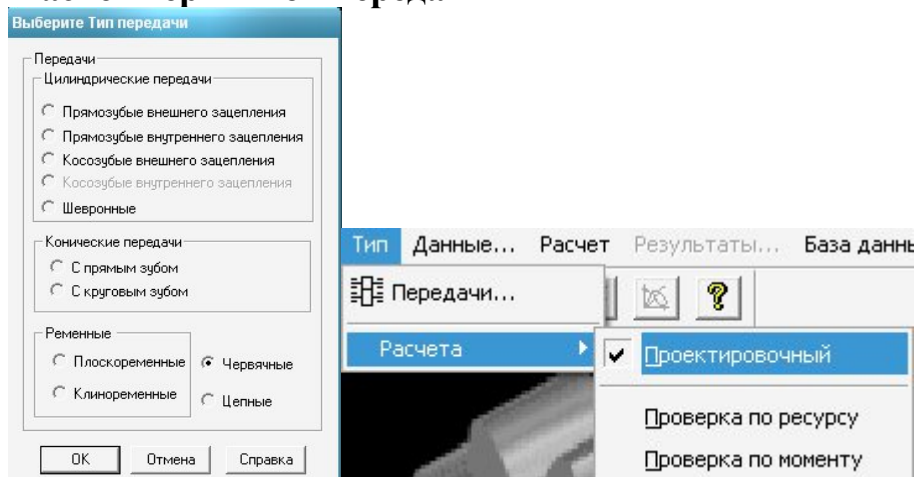 Выберите Тип передачи
Передачи
Цилиндрические передачи
Прямозубые внешнего зацепления
Прямозубые внутреннего зацепления
Косозубые внешнего зацепления
Косозубые внутреннего зацепления
Шевронные
Конические передачи
С прямым зубом
С круговым зубом
Ременные
Плоскоременные
Клиноременные
Червячные
Цепные
OK Отмена Справка
Тип Данные... Расчет Результаты... База данн
Передачи...
Расчета
Проектировочный
Проверка по ресурсу
Проверка по моменту